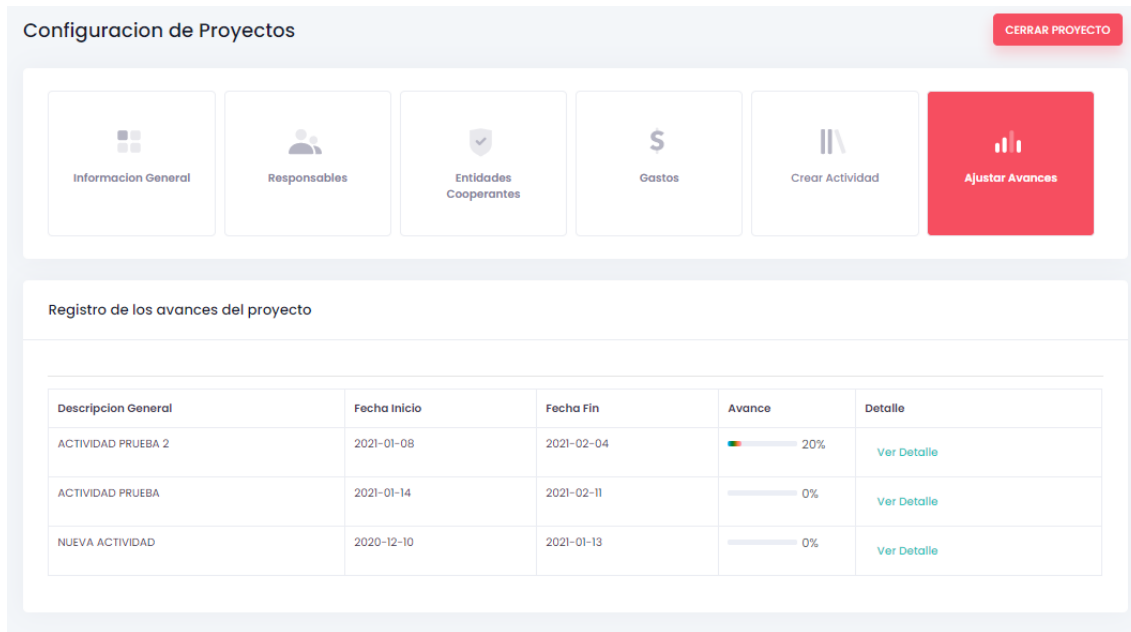 Configuracion de Proyectos
CERRAR PROYECTO
Informacion General
Responsables
Entidades
Cooperantes
Gastos
Crear Actividad
Ajustar Avances
Registro de los avances del proyecto
Descripcion General Fecha Inicio Fecha Fin Avance Detalle
ACTIVIDAD PRUEBA 2 2021-01-08 2021-02-04 20% Ver Detalle
ACTIVIDAD PRUEBA 2021-01-14 2021-02-11 0% Ver Detalle
NUEVA ACTIVIDAD 2020-12-10 2021-01-13 0% Ver Detalle